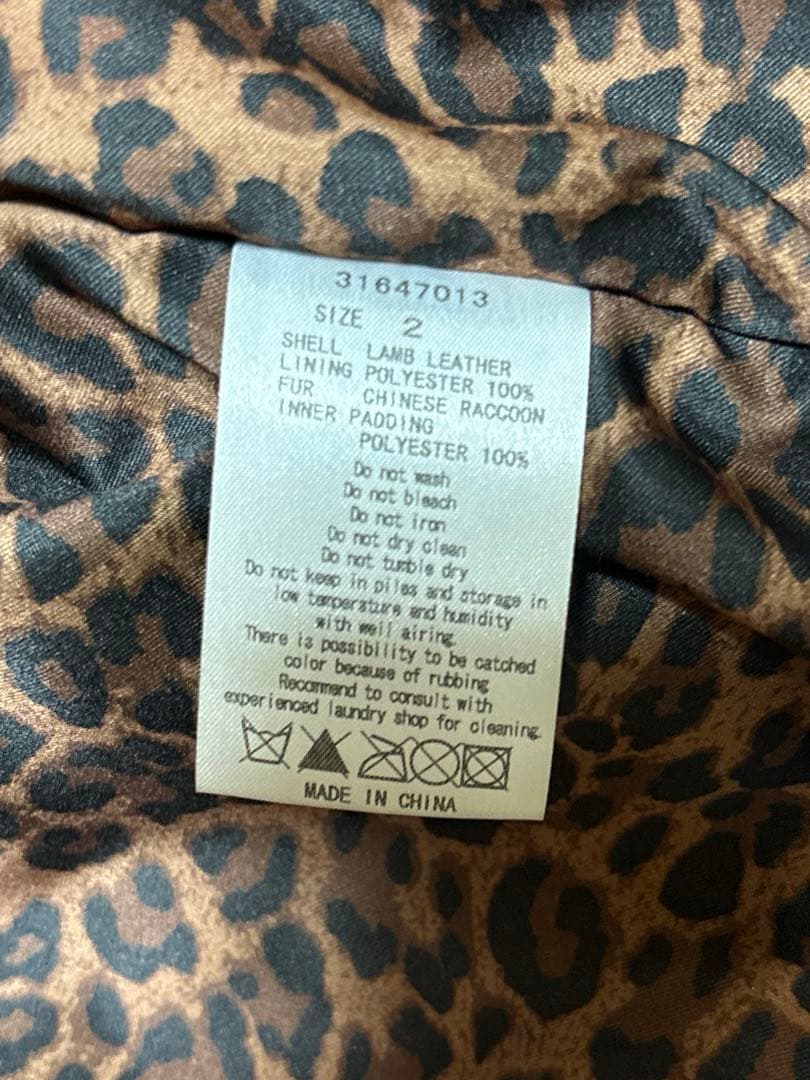 31647013
SIZE 2
SHELL LAMB LEATHER
LINING POLYESTER 100%
FUR CHINESE RACCOON
INNER PADDING
POLYESTER 100%
Do not wash
Do not bleach
Do not iron
Do not dry clean
Do not tumble dry
Do not keep in piles and storage in
low temperature and humidity
with well airing.
There is possibility to be catched
color because of rubbing
Recommend to consult with
experienced laundry shop for cleaning.
MADE IN CHINA